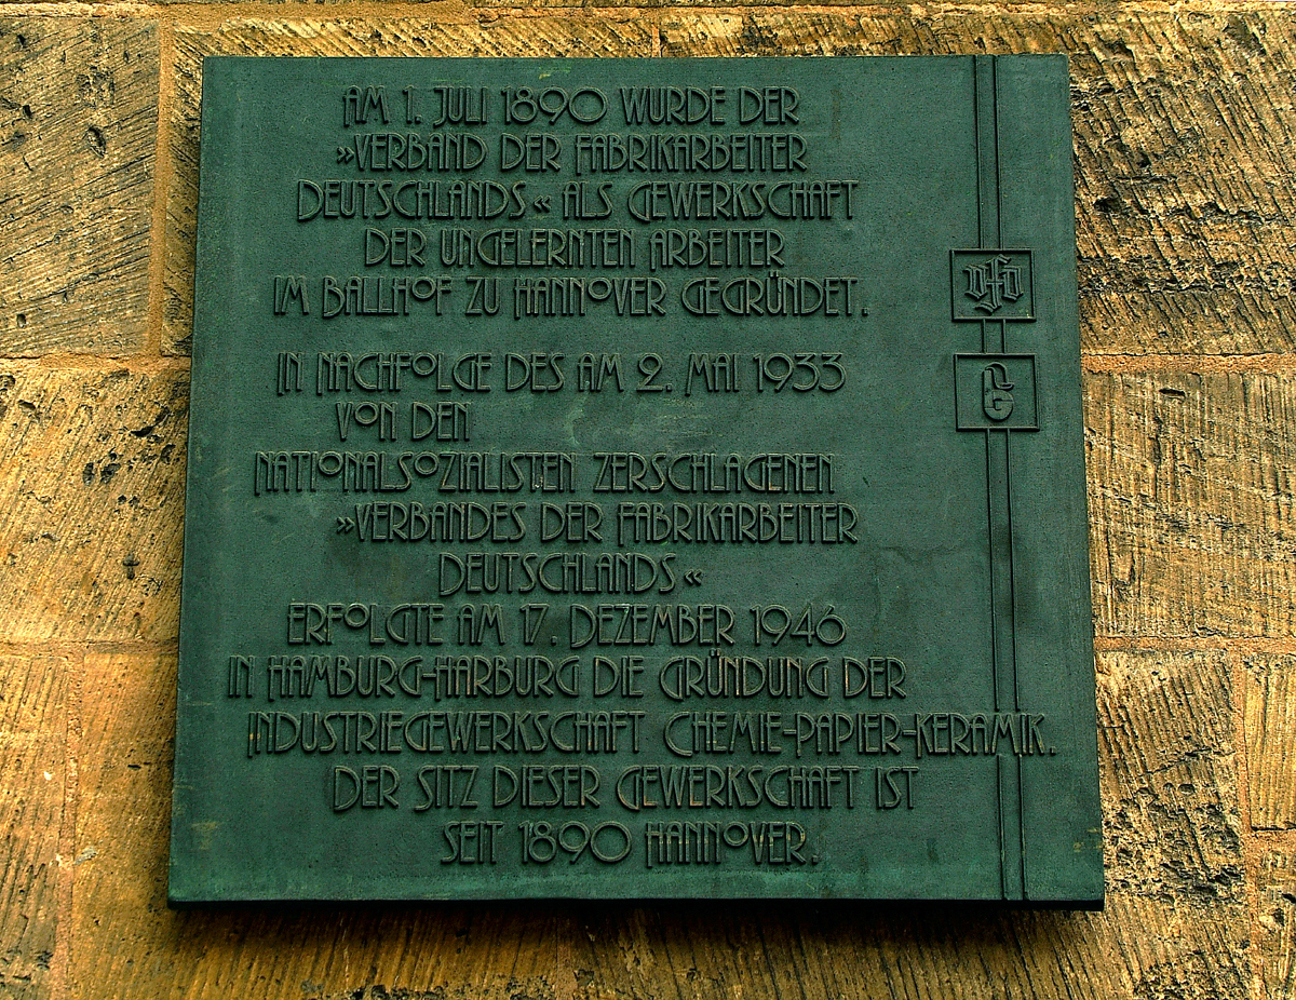 AM 1. JULI 1890 WURDE DER
»VERBAND DER FABRIKARBEITER
DEUTSCHLANDS« ALS GEWERKSCHAFT
DER UNGELERNTEN ARBEITER
IM BALLHOF ZU HANNOVER GEGRÜNDET.
IN NACHFOLGE DES AM 2. MAI 1933
VON DEN
NATIONALSOZIALISTEN ZERSCHLAGENEN
»VERBANDES DER FABRIKARBEITER
DEUTSCHLANDS«
ERFOLGTE AM 17. DEZEMBER 1946
IN HAMBURG-HARBURG DIE GRÜNDUNG DER
INDUSTRIEGEWERKSCHAFT CHEMIE-PAPIER-KERAMIK.
DER SITZ DIESER GEWERKSCHAFT IST
SEIT 1890 HANNOVER.